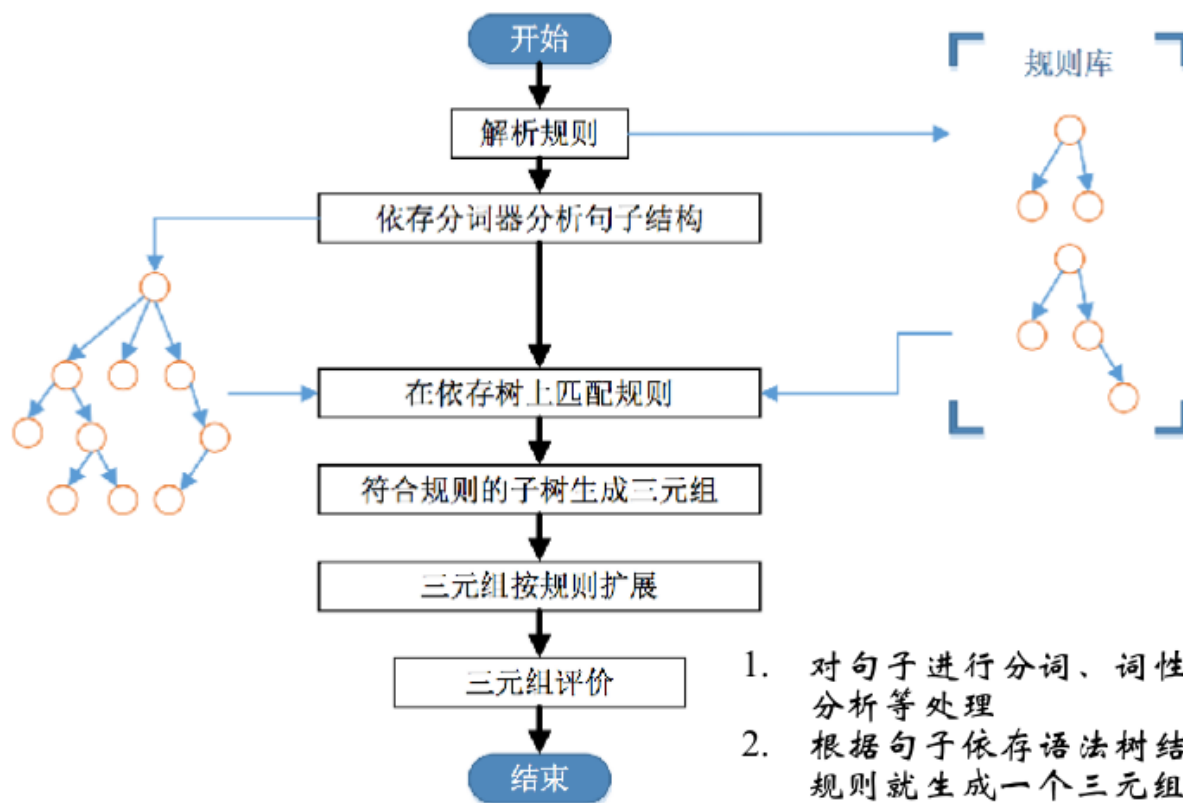 开始
规则库
解析规则
依存分词器分析句子结构
在依存树上匹配规则
符合规则的子树生成三元组
三元组按规则扩展
三元组评价
结束
1. 对句子进行分词、词性
分析等处理
2. 根据句子依存语法树结
规则就生成一个三元组